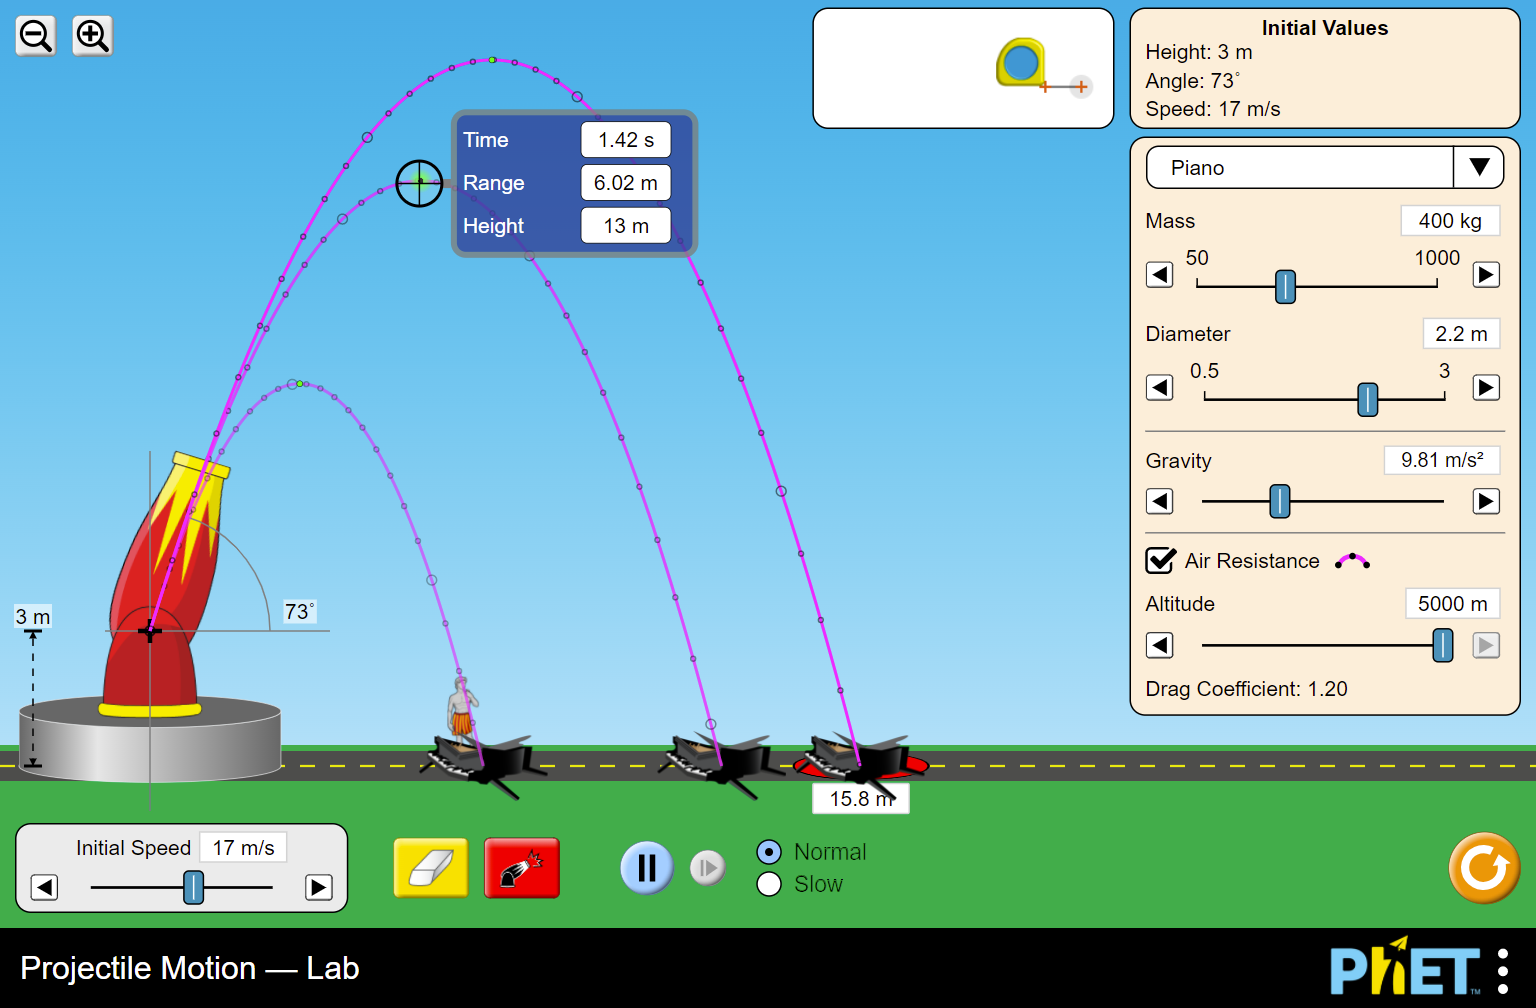 Initial Values
Height: 3 m
Angle: 73°
Speed: 17 m/s
Time 1.42 s
Range 6.02 m
Height 13 m
Piano
Mass 400 kg
50 1000
Diameter 2.2 m
0.5 3
Gravity 9.81 m/s²
Air Resistance
Altitude 5000 m
Drag Coefficient: 1.20
73°
3 m
15.8 m
Initial Speed 17 m/s
Normal
Slow
Projectile Motion — Lab
PhET™